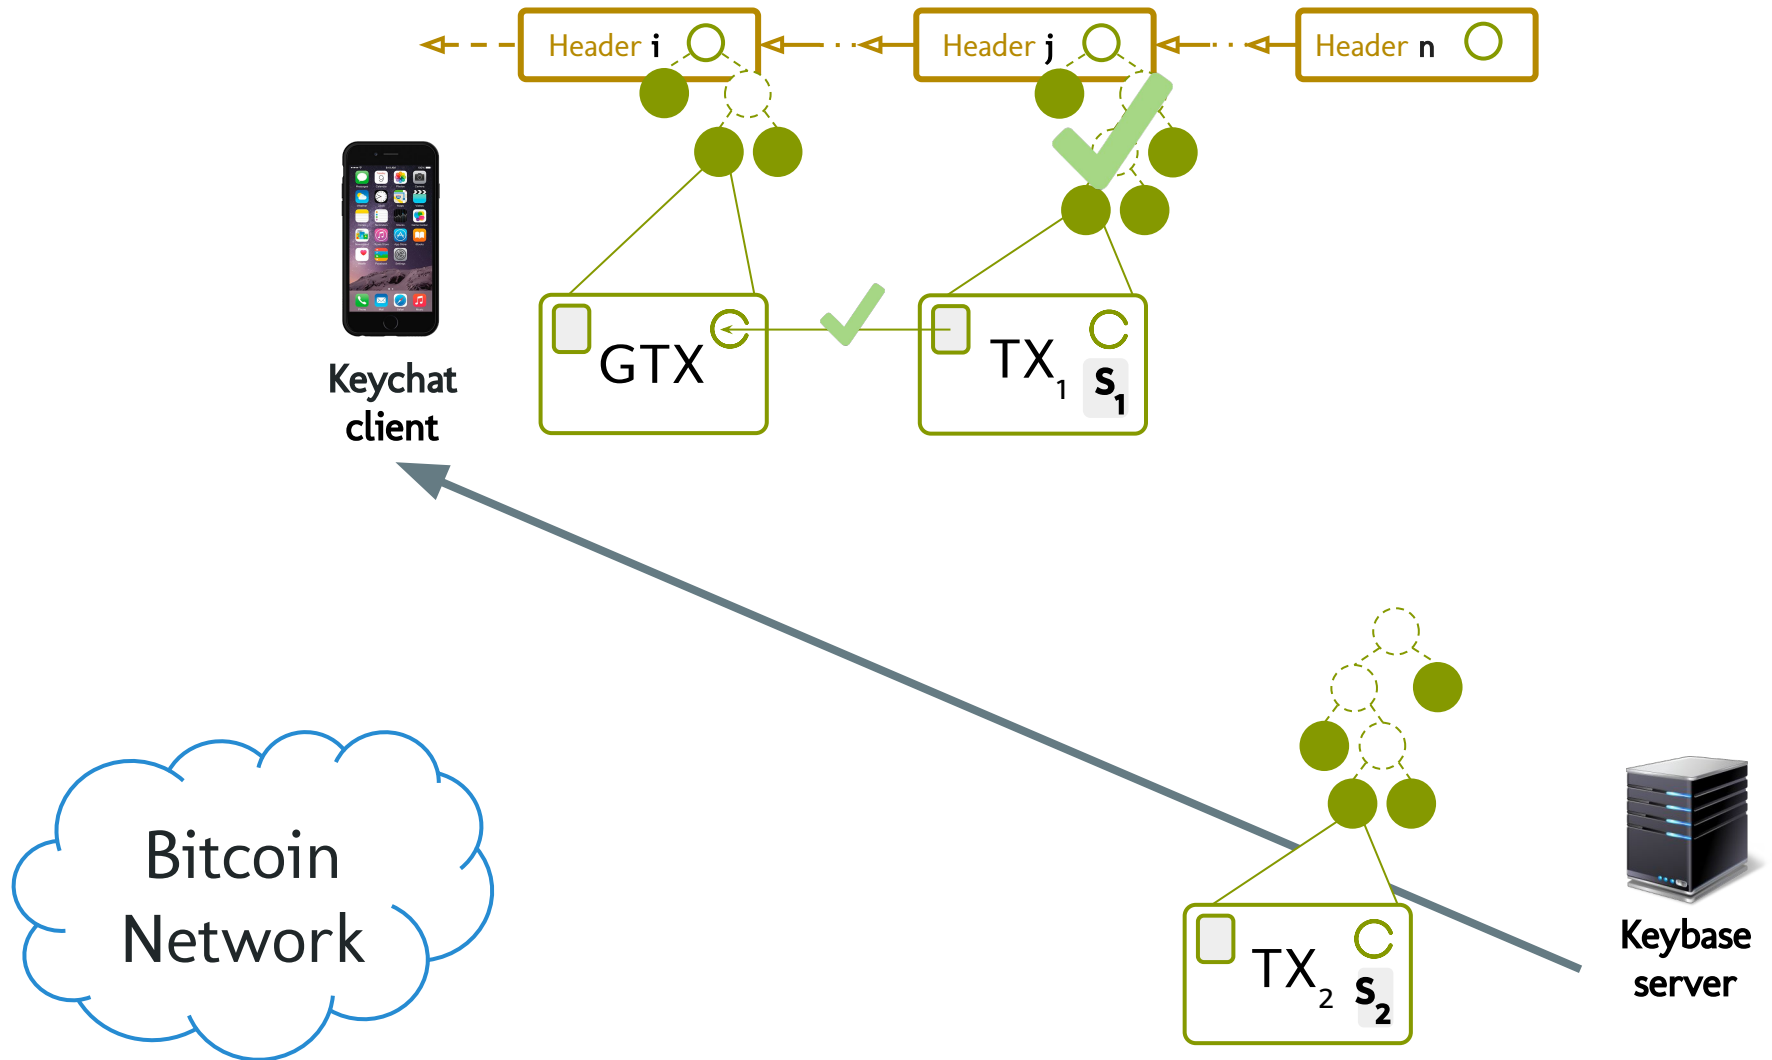 Header i
Header j
Header n
GTX
TX1
S1
Keychat
client
Bitcoin
Network
TX2
S2
Keybase
server